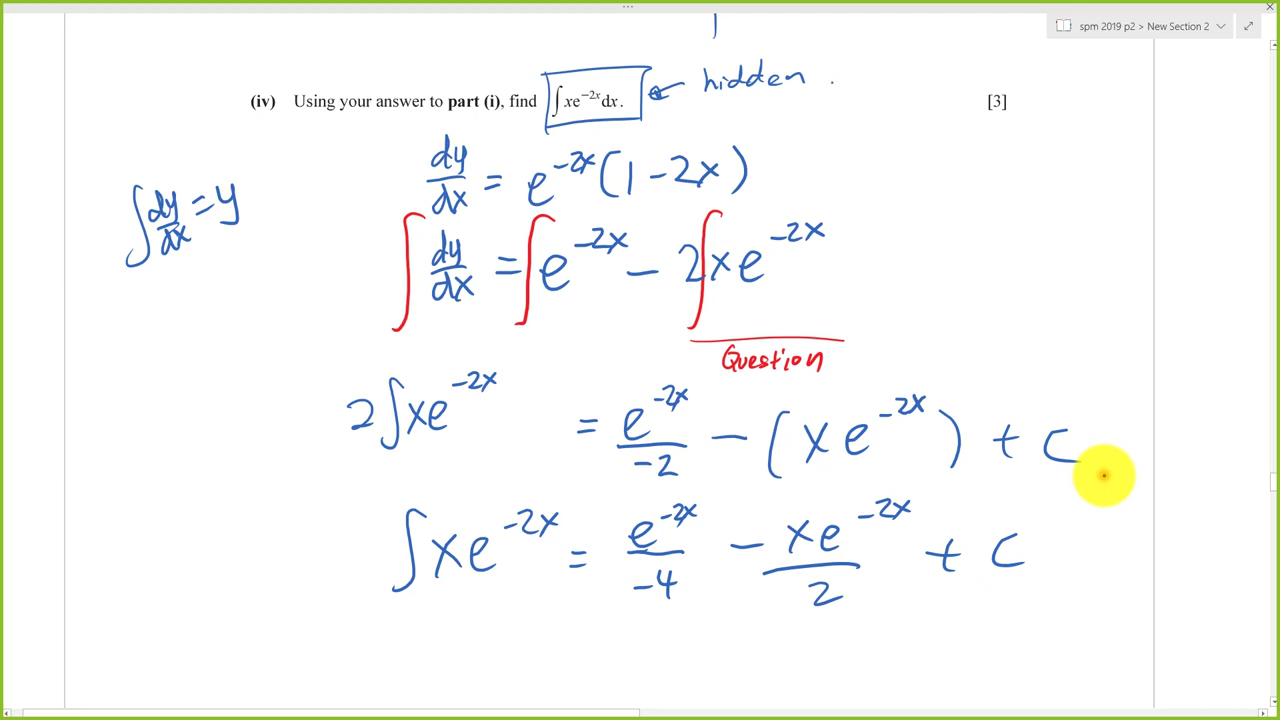 spm 2019 p2 > New Section 2
hidden .
(iv) Using your answer to part (i), find ∫xe^{−2x}dx. [3]
dy/dx = e^{-2x}(1 - 2x)
∫dy/dx = y
∫ dy/dx = ∫e^{-2x} - 2∫xe^{-2x}
Question
2∫xe^{-2x} = e^{-2x}/-2 - (xe^{-2x}) + C
∫xe^{-2x} = e^{-2x}/-4 - xe^{-2x}/2 + C